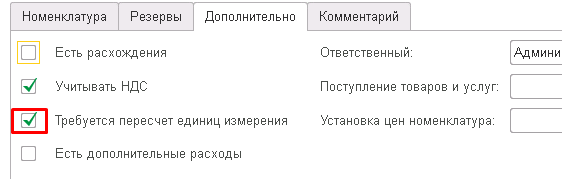 Номенклатура Резервы Дополнительно Комментарий
Есть расхождения Ответственный: Админи
Учитывать НДС Поступление товаров и услуг:
Требуется пересчет единиц измерения Установка цен номенклатура:
Есть дополнительные расходы